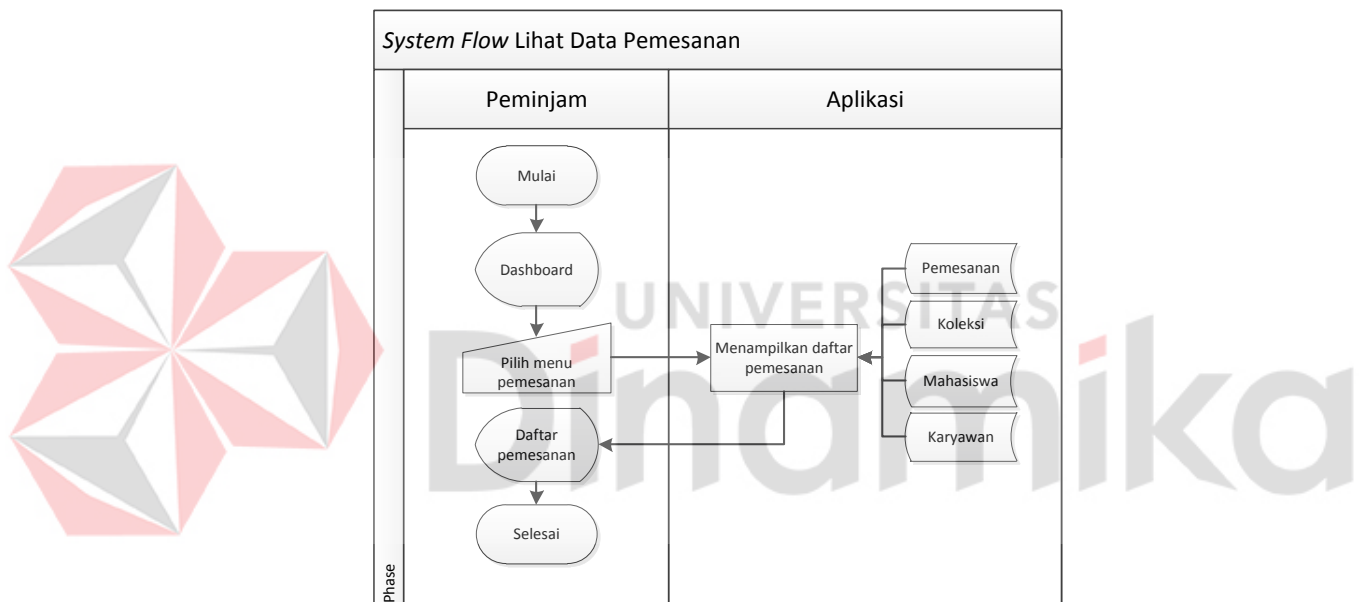 System Flow Lihat Data Pemesanan
Peminjam
Aplikasi
Mulai
Dashboard
Pilih menu
pemesanan
Daftar
pemesanan
Selesai
Menampilkan daftar
pemesanan
Pemesanan
Koleksi
Mahasiswa
Karyawan
Phase
UNIVERSITAS
Dinamika